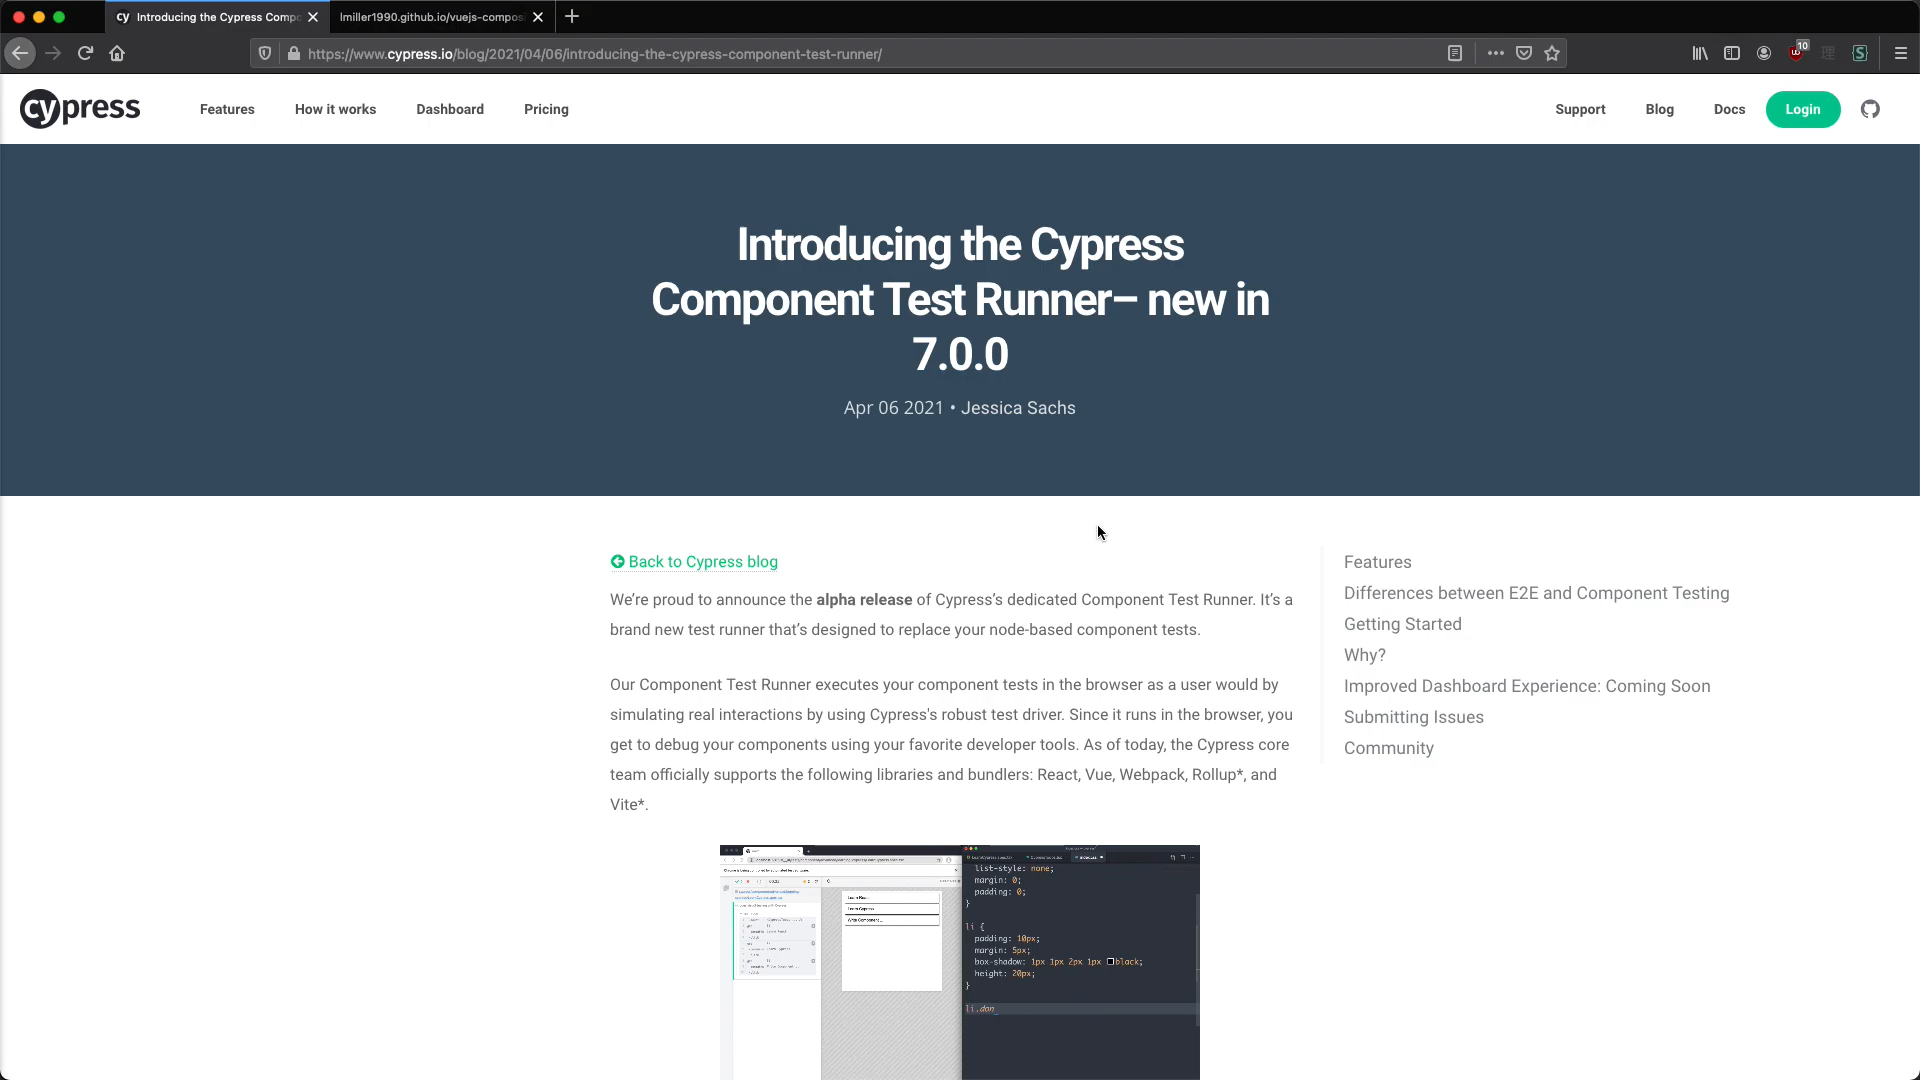 cy Introducing the Cypress Comp
lmiller1990.github.io/vuejs-compos
https://www.cypress.io/blog/2021/04/06/introducing-the-cypress-component-test-runner/
10
cypress
Features
How it works
Dashboard
Pricing
Support
Blog
Docs
Login
Introducing the Cypress
Component Test Runner– new in
7.0.0
Apr 06 2021 • Jessica Sachs
Back to Cypress blog
We’re proud to announce the alpha release of Cypress’s dedicated Component Test Runner. It’s a
brand new test runner that’s designed to replace your node-based component tests.
Our Component Test Runner executes your component tests in the browser as a user would by
simulating real interactions by using Cypress's robust test driver. Since it runs in the browser, you
get to debug your components using your favorite developer tools. As of today, the Cypress core
team officially supports the following libraries and bundlers: React, Vue, Webpack, Rollup*, and
Vite*.
Features
Differences between E2E and Component Testing
Getting Started
Why?
Improved Dashboard Experience: Coming Soon
Submitting Issues
Community
list-style: none;
margin: 0;
padding: 0;
}
li {
padding: 10px;
margin: 5px;
box-shadow: 1px 1px 2px 1px black;
height: 20px;
}
li.don_